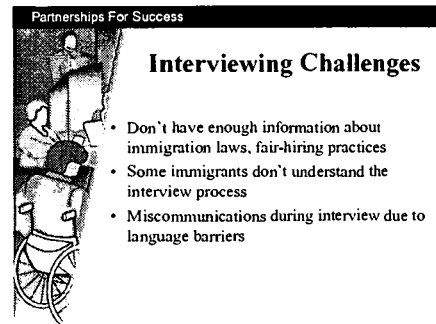 Partnerships For Success
Interviewing Challenges
• Don't have enough information about
immigration laws, fair-hiring practices
• Some immigrants don't understand the
interview process
• Miscommunications during interview due to
language barriers